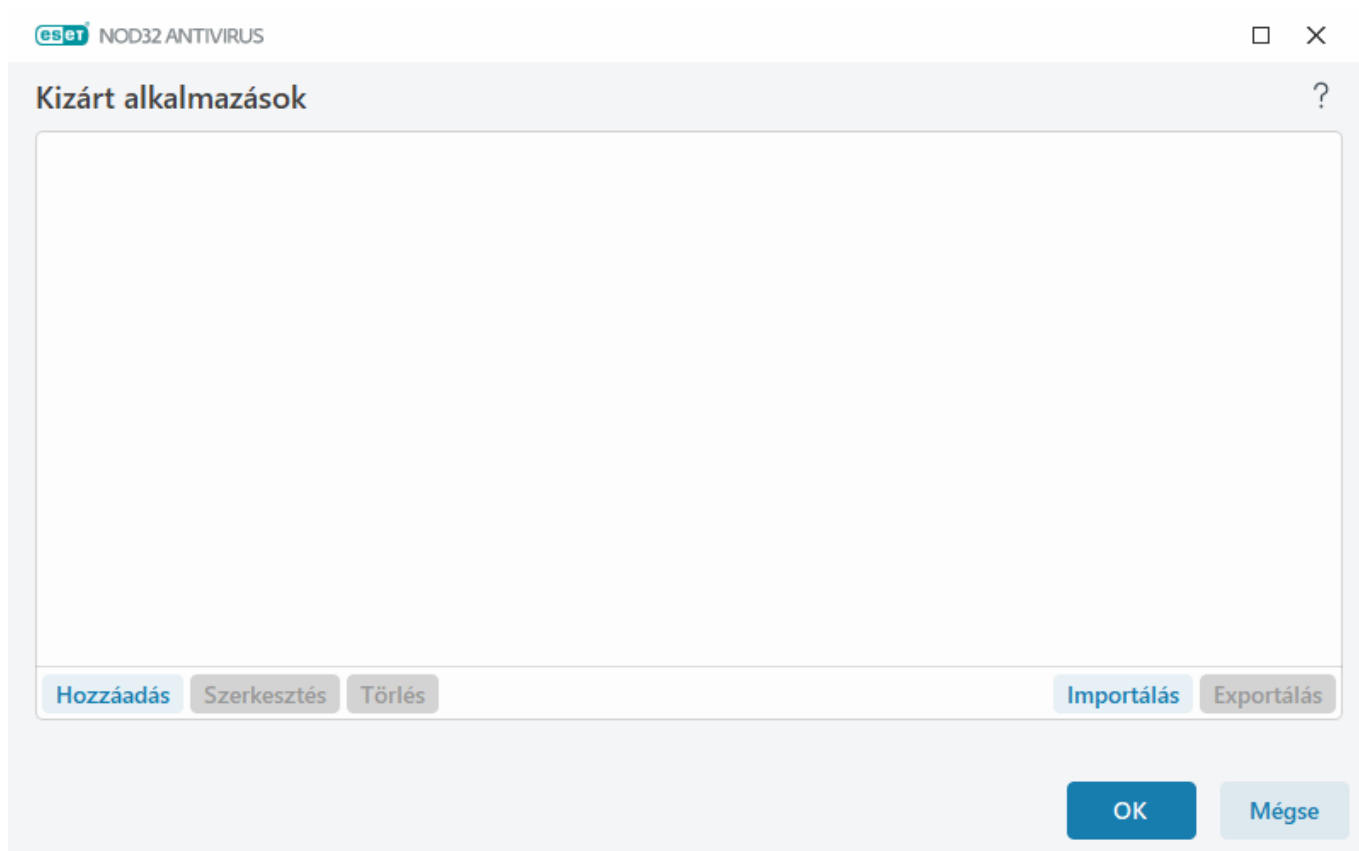 eset NOD32 ANTIVIRUS
Kizárt alkalmazások ?
Hozzáadás Szerkesztés Törlés Importálás Exportálás
OK Mégse